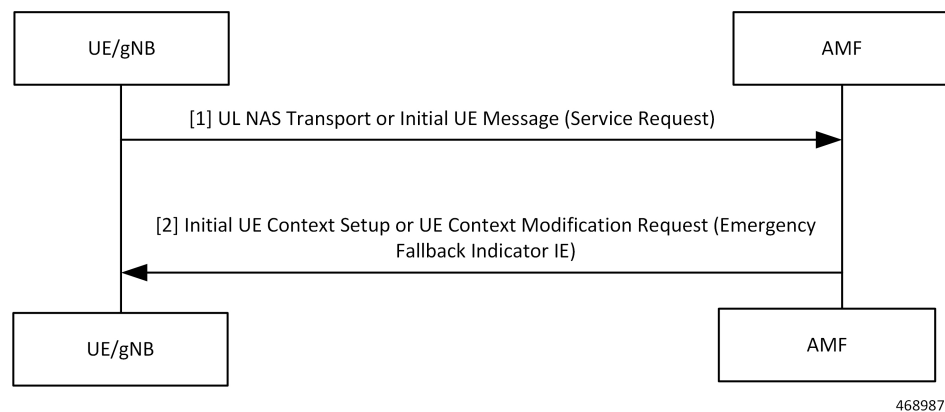 UE/gNB
AMF
[1] UL NAS Transport or Initial UE Message (Service Request)
[2] Initial UE Context Setup or UE Context Modification Request (Emergency
Fallback Indicator IE)
UE/gNB
AMF
468987